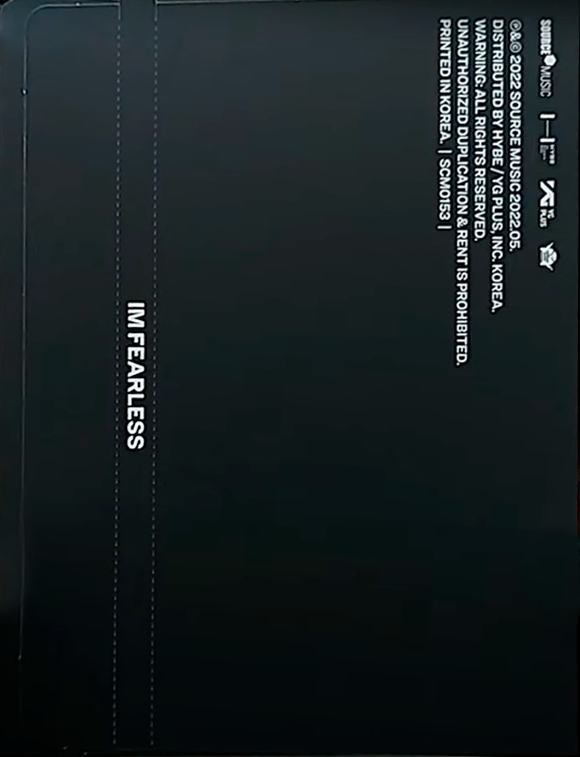 SOURCE MUSIC
HYBE
YG PLUS
℗&© 2022 SOURCE MUSIC 2022.05.
DISTRIBUTED BY HYBE / YG PLUS, INC. KOREA.
WARNING: ALL RIGHTS RESERVED.
UNAUTHORIZED DUPLICATION & RENT IS PROHIBITED.
PRINTED IN KOREA. | SCM0153 |
IM FEARLESS